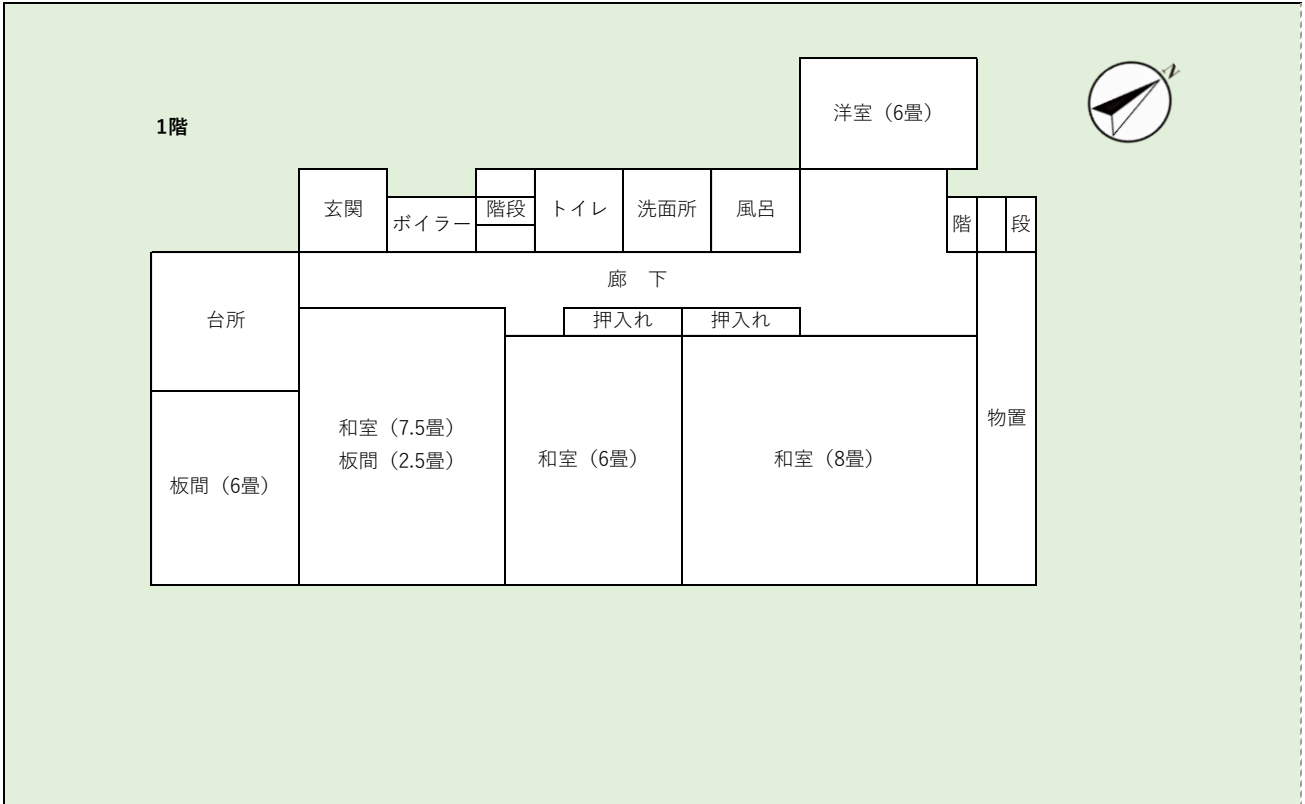 N
洋室（6畳）
1階
玄関
ボイラー
階段
トイレ
洗面所
風呂
階
段
廊　下
台所
押入れ
押入れ
物置
和室（7.5畳）
板間（2.5畳）
和室（6畳）
和室（8畳）
板間（6畳）